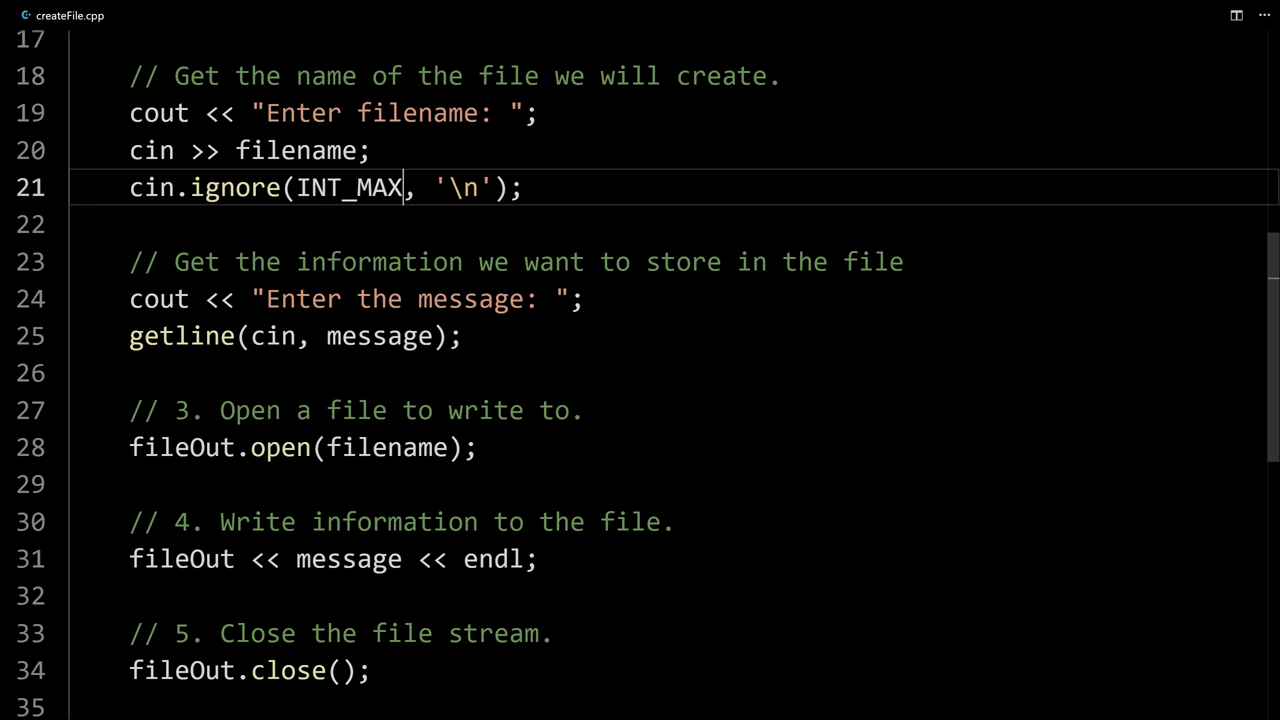 createFile.cpp
17
18 // Get the name of the file we will create.
19 cout << "Enter filename: ";
20 cin >> filename;
21 cin.ignore(INT_MAX, '\n');
22
23 // Get the information we want to store in the file
24 cout << "Enter the message: ";
25 getline(cin, message);
26
27 // 3. Open a file to write to.
28 fileOut.open(filename);
29
30 // 4. Write information to the file.
31 fileOut << message << endl;
32
33 // 5. Close the file stream.
34 fileOut.close();
35